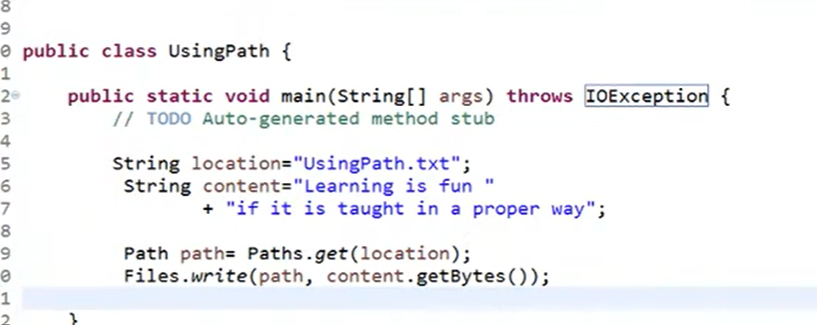 8
9
0 public class UsingPath {
1
2 public static void main(String[] args) throws IOException {
3 // TODO Auto-generated method stub
4
5 String location="UsingPath.txt";
6 String content="Learning is fun "
7 + "if it is taught in a proper way";
8
9 Path path= Paths.get(location);
0 Files.write(path, content.getBytes());
1
2 }